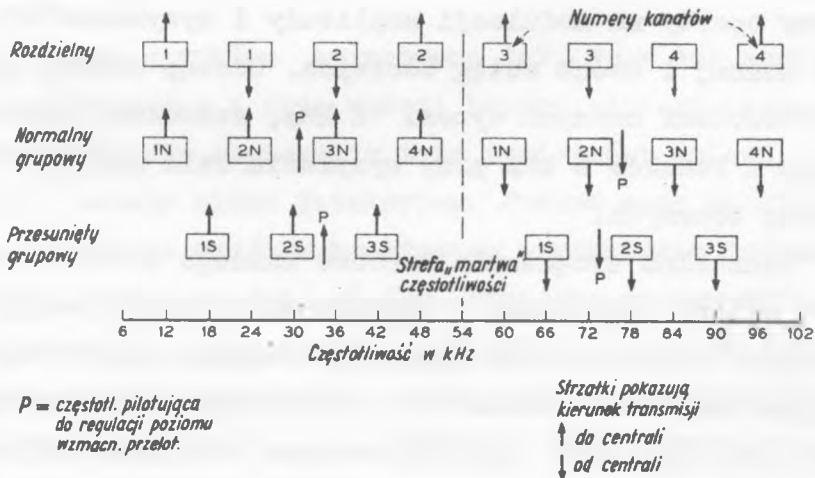 Numery kanałów
Rozdzielny
1 1 2 2 3 3 4 4
P
Normalny
grupowy
1N 2N 3N 4N 1N 2N 3N 4N
P
P
Przesunięty
grupowy
1S 2S 3S 1S 2S 3S
P
Strefa „martwa"
częstotliwości
6 12 18 24 30 36 42 48 54 60 66 72 78 84 90 96 102
Częstotliwość w kHz
P = częstotl. pilotująca
do regulacji poziomu
wzmacn. przelot.
Strzałki pokazują
kierunek transmisji
↑ do centrali
↓ od centrali